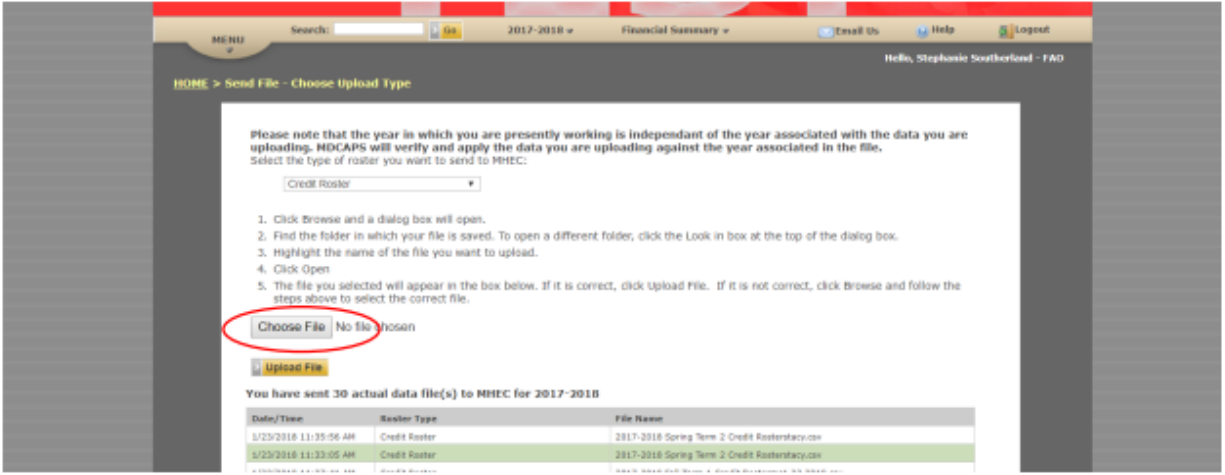 Search: Go 2017-2018 Financial Summary Email Us Help Logout
MENU
Hello, Stephanie Southerland - FAO
HOME > Send File - Choose Upload Type
Please note that the year in which you are presently working is independant of the year associated with the data you are
uploading. MDCAPS will verify and apply the data you are uploading against the year associated in the file.
Select the type of roster you want to send to MHEC:
Credit Roster
1. Click Browse and a dialog box will open.
2. Find the folder in which your file is saved. To open a different folder, click the Look in box at the top of the dialog box.
3. Highlight the name of the file you want to upload.
4. Click Open
5. The file you selected will appear in the box below. If it is correct, click Upload File. If it is not correct, click Browse and follow the
steps above to select the correct file.
Choose File No file chosen
Upload File
You have sent 30 actual data file(s) to MHEC for 2017-2018
Date/Time Roster Type File Name
1/23/2018 11:35:56 AM Credit Roster 2017-2018 Spring Term 2 Credit Rosterstacy.csv
1/23/2018 11:33:05 AM Credit Roster 2017-2018 Spring Term 2 Credit Rosterstacy.csv